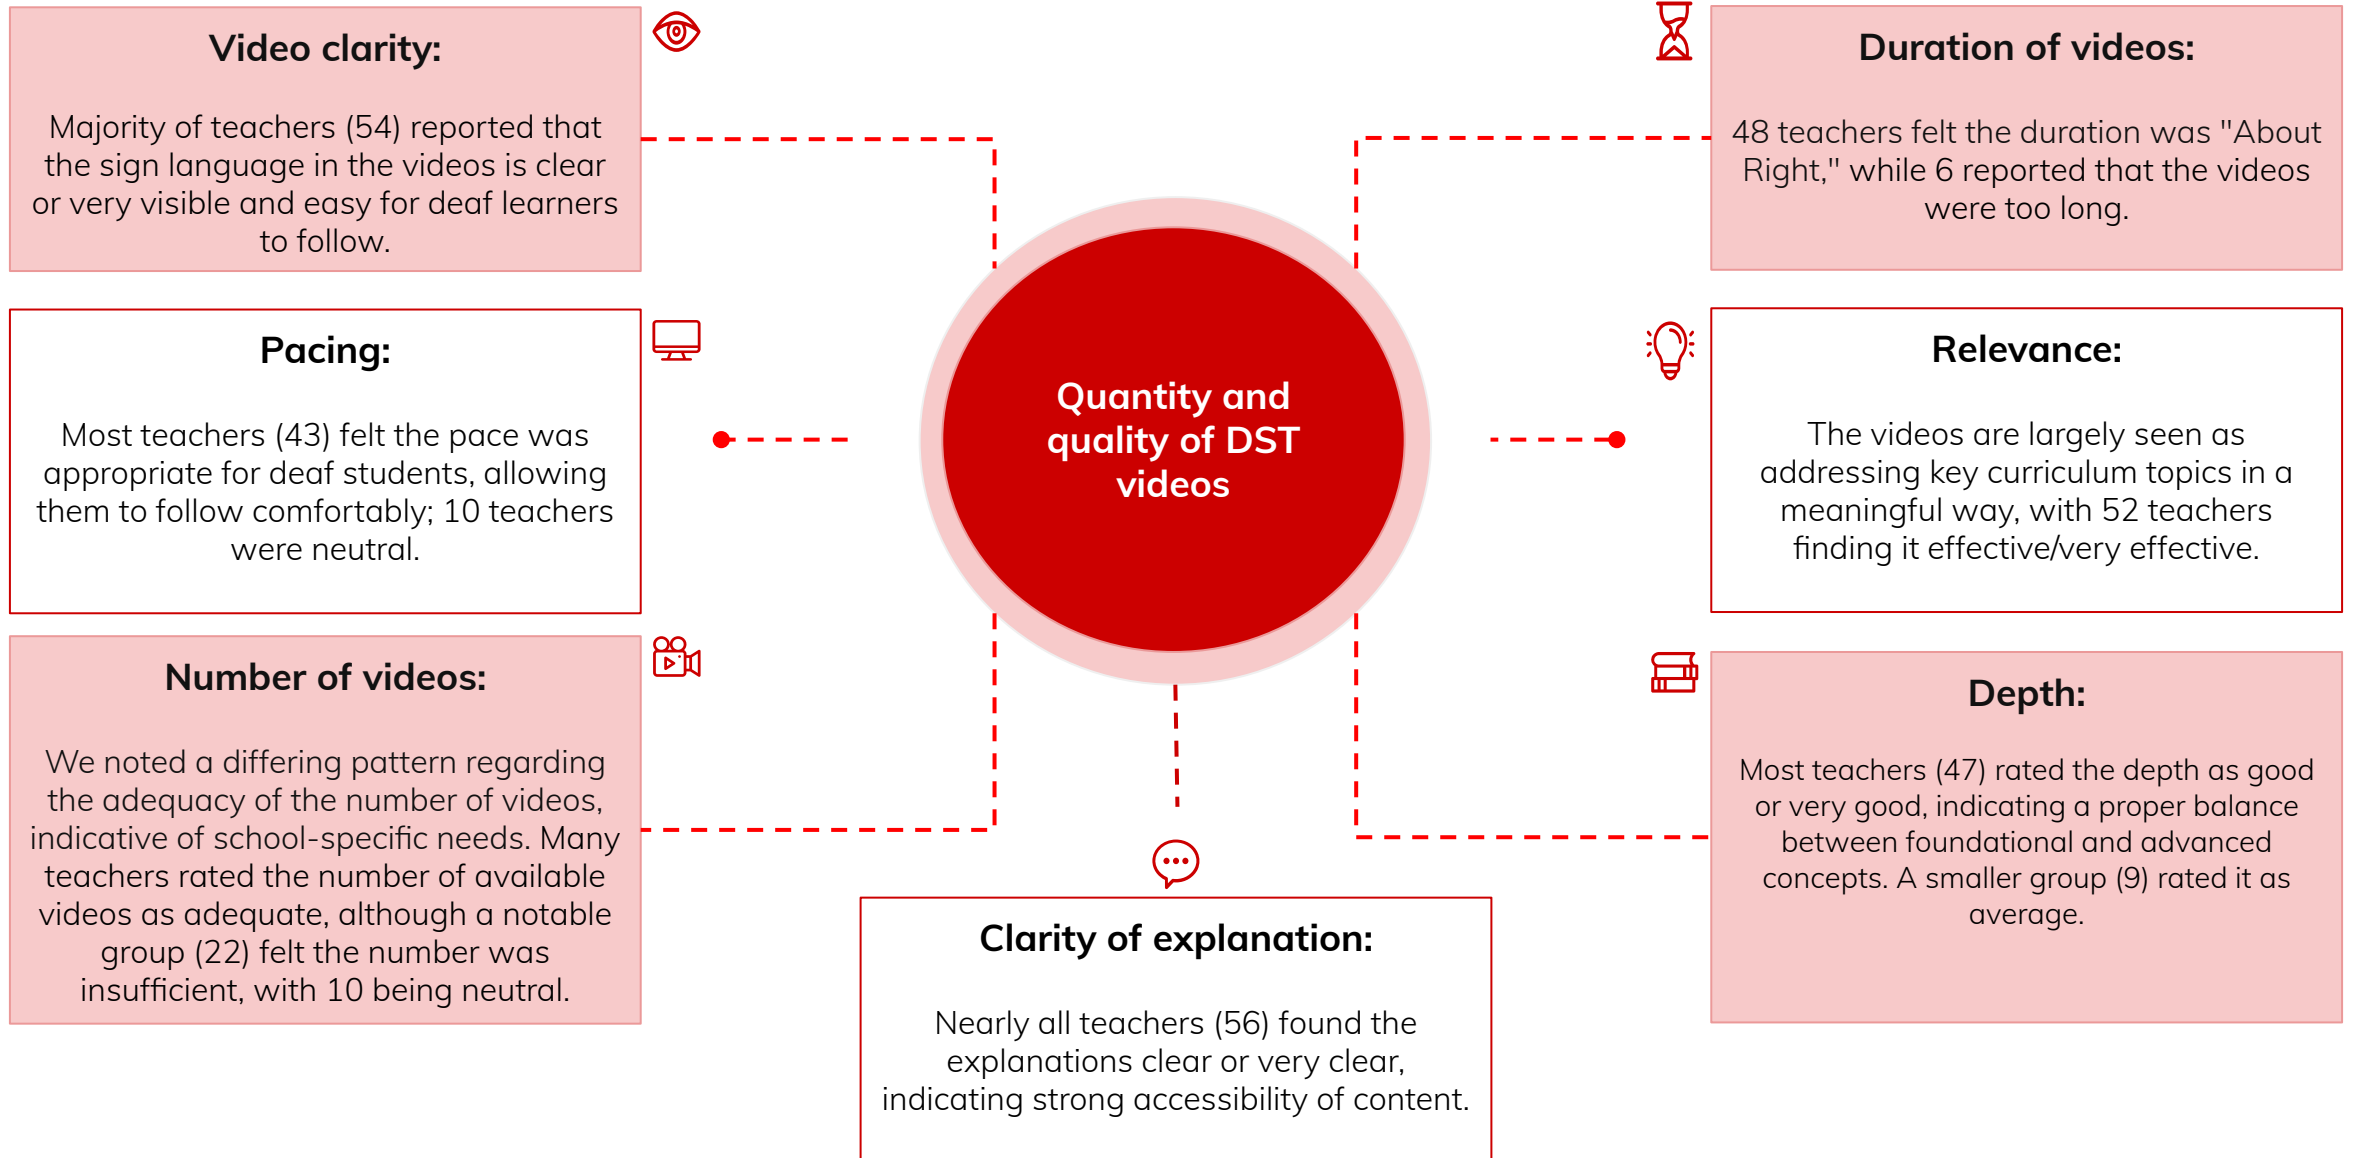 Video clarity:
Majority of teachers (54) reported that
the sign language in the videos is clear
or very visible and easy for deaf learners
to follow.
Pacing:
Most teachers (43) felt the pace was
appropriate for deaf students, allowing
them to follow comfortably; 10 teachers
were neutral.
Number of videos:
We noted a differing pattern regarding
the adequacy of the number of videos,
indicative of school-specific needs. Many
teachers rated the number of available
videos as adequate, although a notable
group (22) felt the number was
insufficient, with 10 being neutral.
Quantity and
quality of DST
videos
Clarity of explanation:
Nearly all teachers (56) found the
explanations clear or very clear,
indicating strong accessibility of content.
Duration of videos:
48 teachers felt the duration was "About
Right," while 6 reported that the videos
were too long.
Relevance:
The videos are largely seen as
addressing key curriculum topics in a
meaningful way, with 52 teachers
finding it effective/very effective.
Depth:
Most teachers (47) rated the depth as good
or very good, indicating a proper balance
between foundational and advanced
concepts. A smaller group (9) rated it as
average.